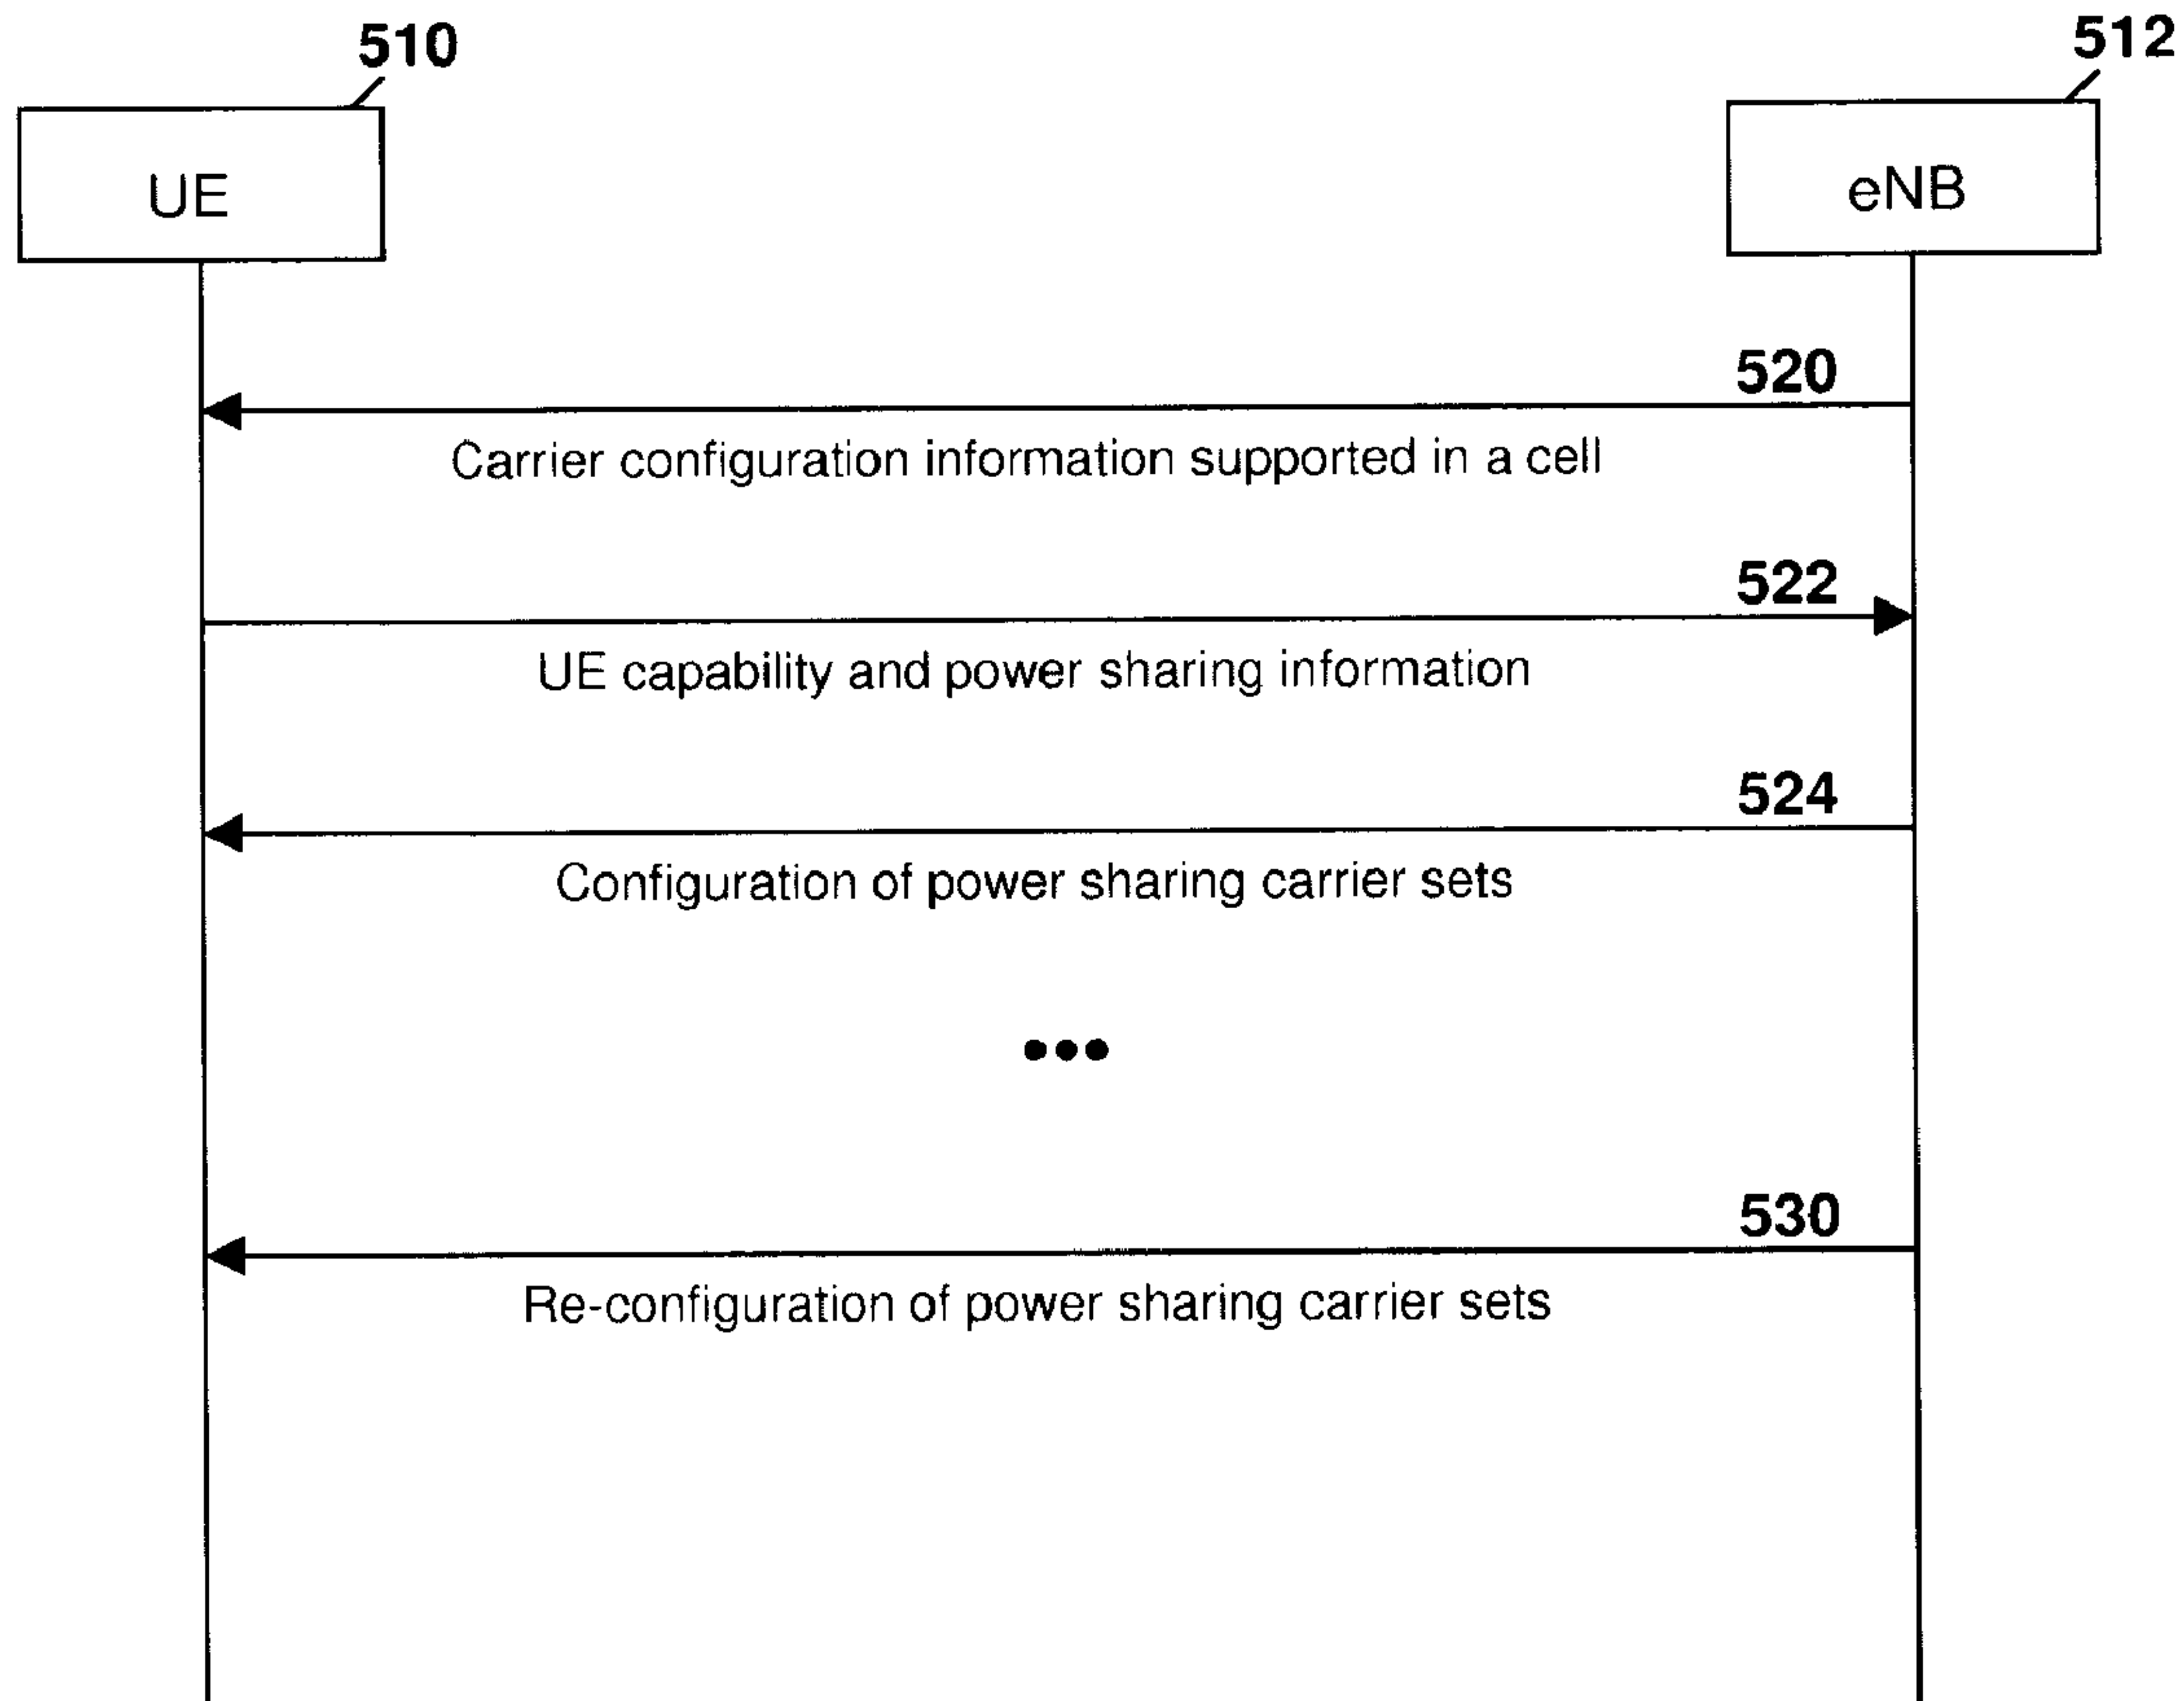 510
512
UE
eNB
520
Carrier configuration information supported in a cell
522
UE capability and power sharing information
524
Configuration of power sharing carrier sets
530
Re-configuration of power sharing carrier sets